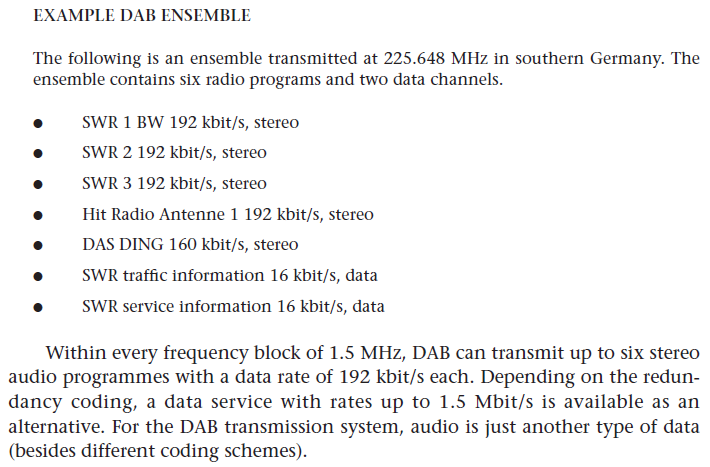 EXAMPLE DAB ENSEMBLE
The following is an ensemble transmitted at 225.648 MHz in southern Germany. The
ensemble contains six radio programs and two data channels.
● SWR 1 BW 192 kbit/s, stereo
● SWR 2 192 kbit/s, stereo
● SWR 3 192 kbit/s, stereo
● Hit Radio Antenne 1 192 kbit/s, stereo
● DAS DING 160 kbit/s, stereo
● SWR traffic information 16 kbit/s, data
● SWR service information 16 kbit/s, data
Within every frequency block of 1.5 MHz, DAB can transmit up to six stereo
audio programmes with a data rate of 192 kbit/s each. Depending on the redun-
dancy coding, a data service with rates up to 1.5 Mbit/s is available as an
alternative. For the DAB transmission system, audio is just another type of data
(besides different coding schemes).